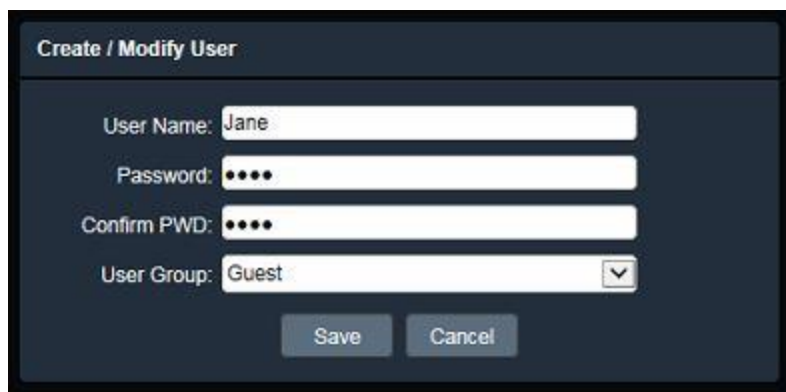 Create / Modify User
User Name: Jane
Password: ••••
Confirm PWD: ••••
User Group: Guest
Save Cancel